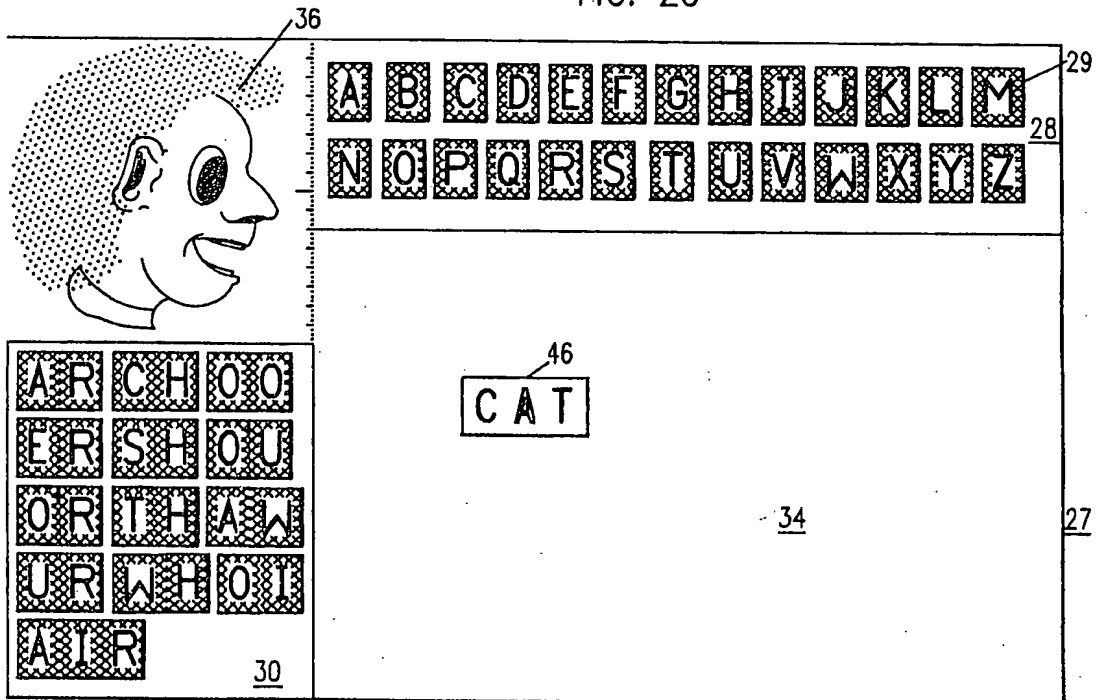 FIG.
36
A B C D E F G H I J K L M
29
28
N O P Q R S T U V W X Y Z
46
CAT
AR CH OO
ER SH OU
OR TH AW
UR WH OI
AIR
30
34
27